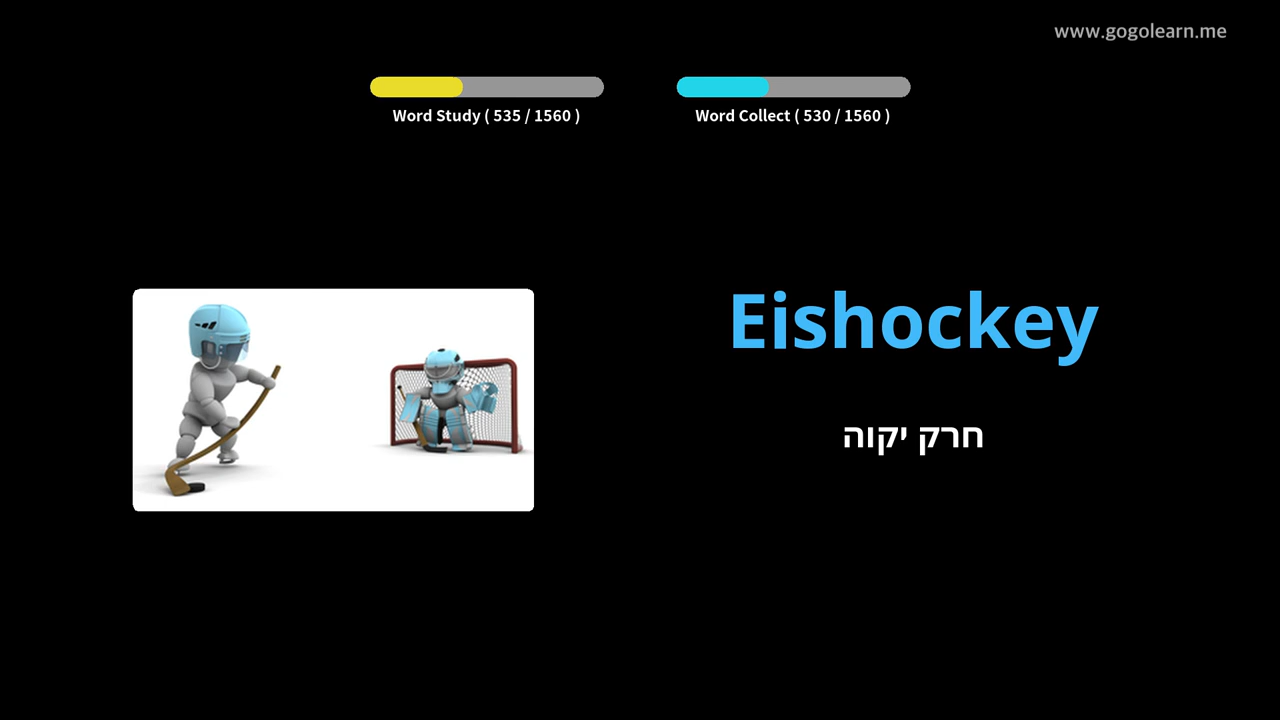 www.gogolearn.me
Word Study ( 535 / 1560 )
Word Collect ( 530 / 1560 )
Eishockey
חרק יקוה